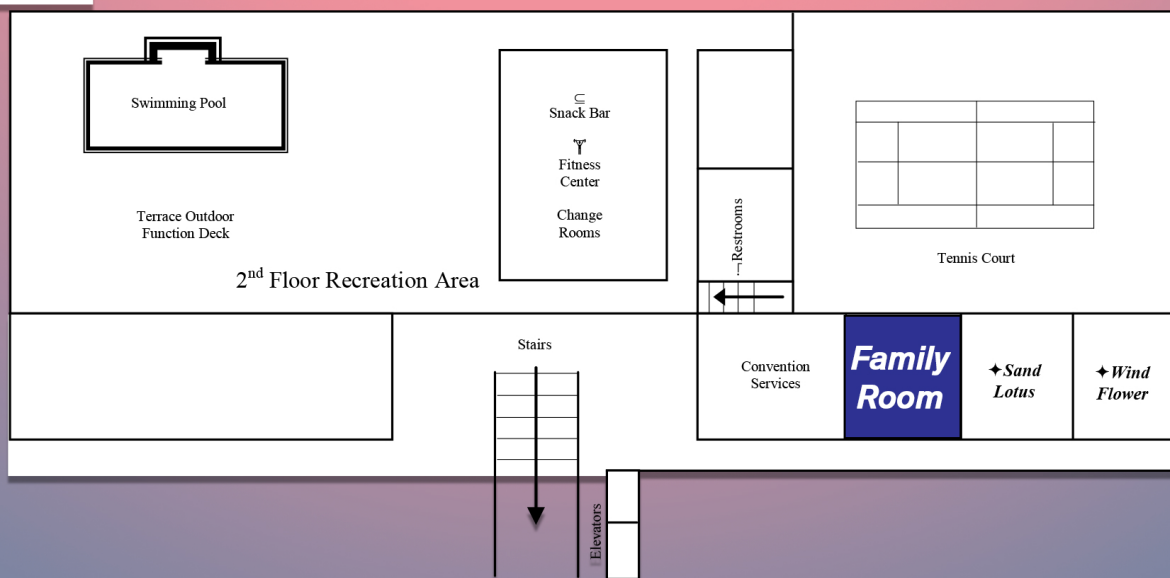 Swimming Pool
⊆
Snack Bar
Fitness
Center
Change
Rooms
Terrace Outdoor
Function Deck
2nd Floor Recreation Area
Restrooms
Tennis Court
Stairs
Convention
Services
Family
Room
✦Sand
Lotus
✦Wind
Flower
Elevators